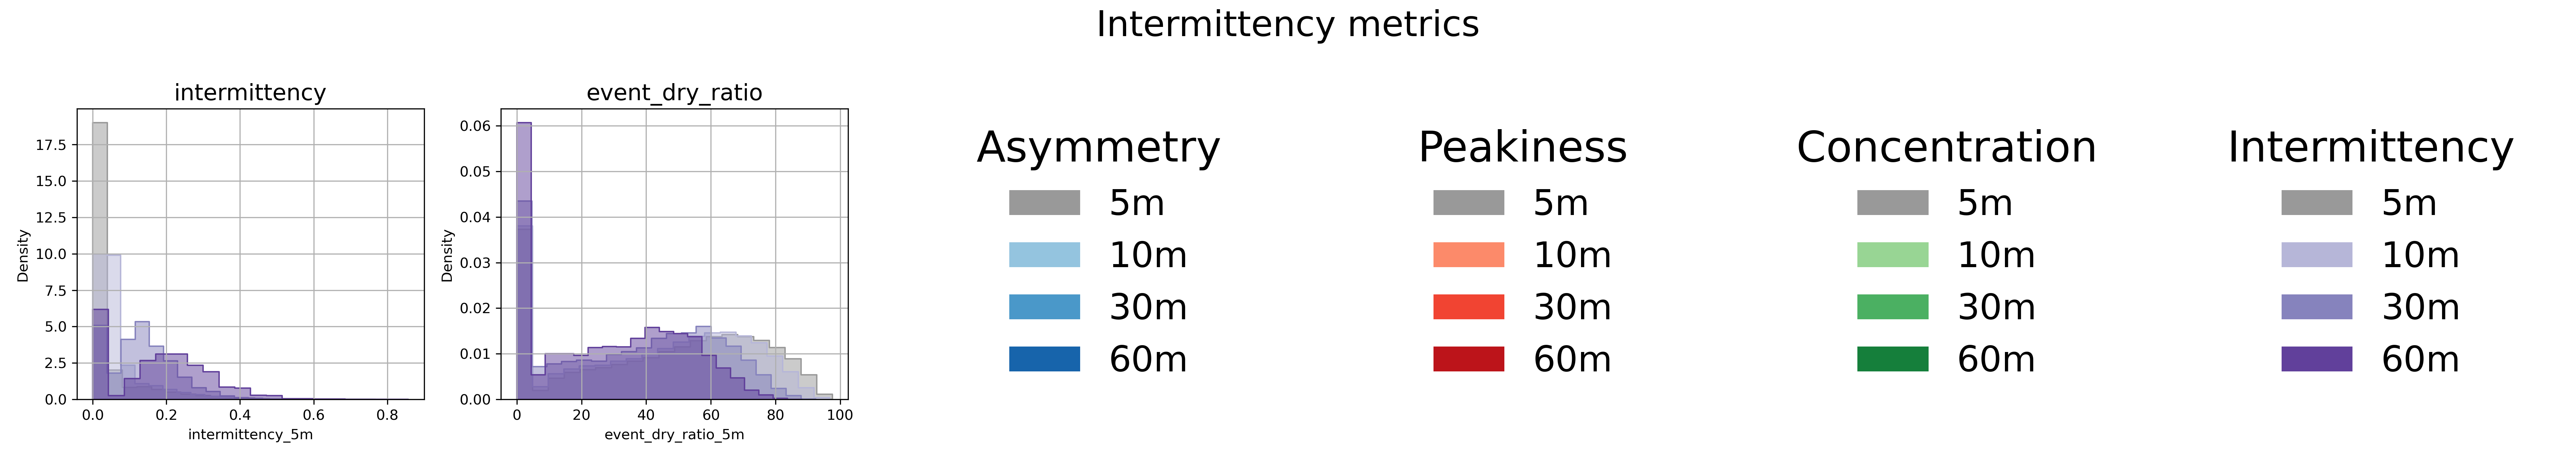 Intermittency metrics
intermittency
Density
17.5
15.0
12.5
10.0
7.5
5.0
2.5
0.0
0.0 0.2 0.4 0.6 0.8
intermittency_5m
event_dry_ratio
Density
0.06
0.05
0.04
0.03
0.02
0.01
0.00
0 20 40 60 80 100
event_dry_ratio_5m
Asymmetry
5m
10m
30m
60m
Peakiness
5m
10m
30m
60m
Concentration
5m
10m
30m
60m
Intermittency
5m
10m
30m
60m